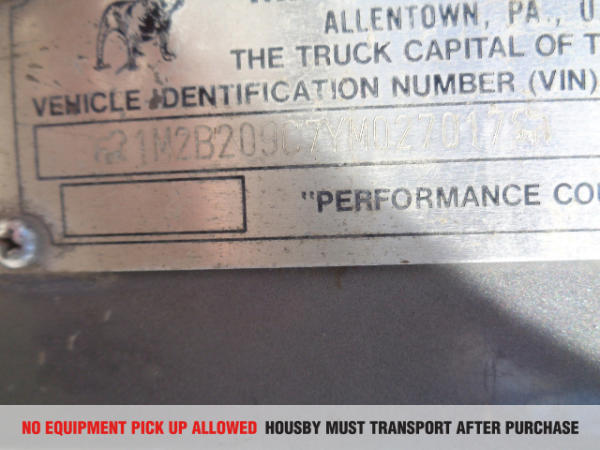 ALLENTOWN, PA., U
THE TRUCK CAPITAL OF T
VEHICLE IDENTIFICATION NUMBER (VIN)
1M2B209C7YM027017
"PERFORMANCE COU
NO EQUIPMENT PICK UP ALLOWED HOUSBY MUST TRANSPORT AFTER PURCHASE